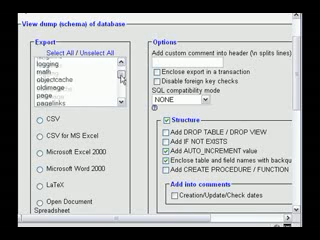 View dump (schema) of database
Export
Select All / Unselect All
logging
math
objectcache
oldimage
page
pagelinks
CSV
CSV for MS Excel
Microsoft Excel 2000
Microsoft Word 2000
LaTeX
Open Document
Spreadsheet
Options
Add custom comment into header (\n splits lines)
Enclose export in a transaction
Disable foreign key checks
SQL compatibility mode
NONE
Structure
Add DROP TABLE / DROP VIEW
Add IF NOT EXISTS
Add AUTO_INCREMENT value
Enclose table and field names with backqu
Add CREATE PROCEDURE / FUNCTION
Add into comments
Creation/Update/Check dates